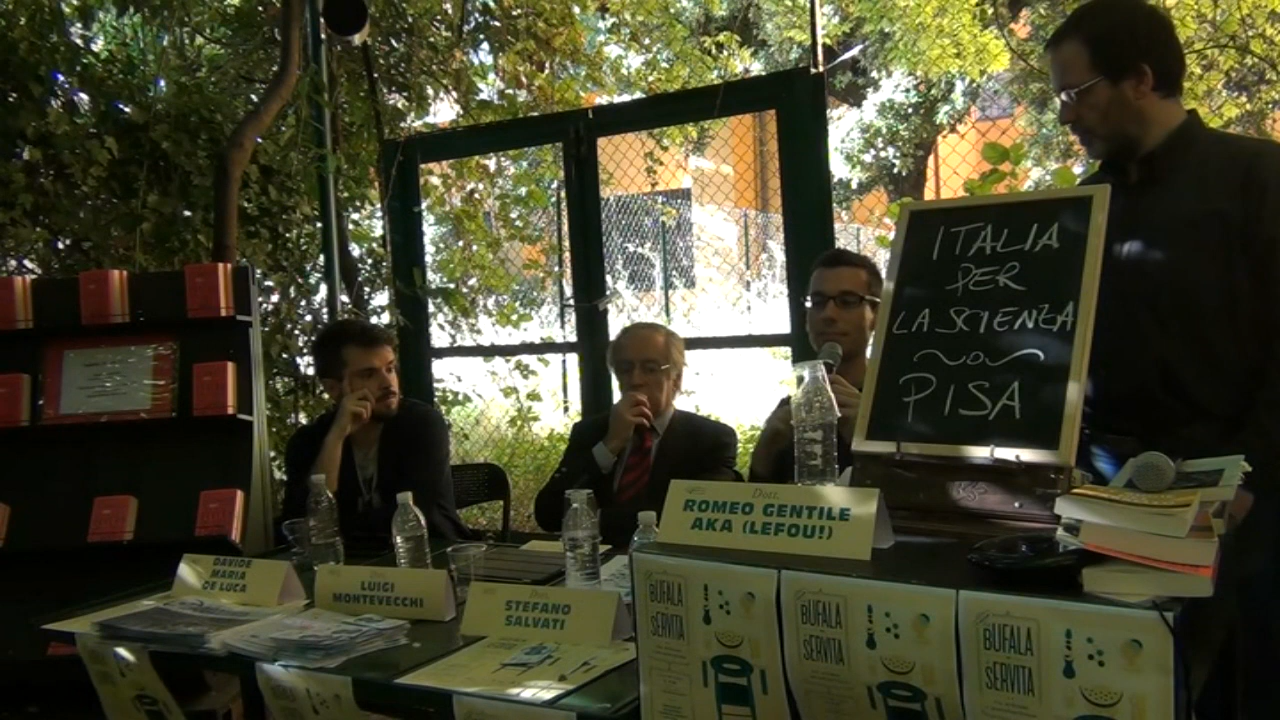 ITALIA
PER
LA SCIENZA
PISA
Dott.
ROMEO GENTILE
AKA (LEFOU!)
DAVIDE
MARIA
DE LUCA
LUIGI
MONTEVECCHI
Dott.
STEFANO
SALVATI
BUFALA
È SERVITA
BUFALA
È SERVITA
BUFALA
È SERVITA